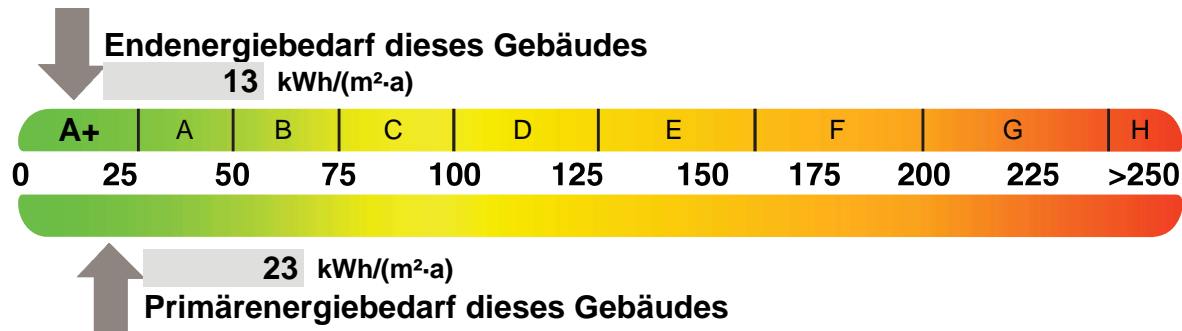 Endenergiebedarf dieses Gebäudes
13 kWh/(m²·a)
A+ A B C D E F G H
0 25 50 75 100 125 150 175 200 225 >250
23 kWh/(m²·a)
Primärenergiebedarf dieses Gebäudes